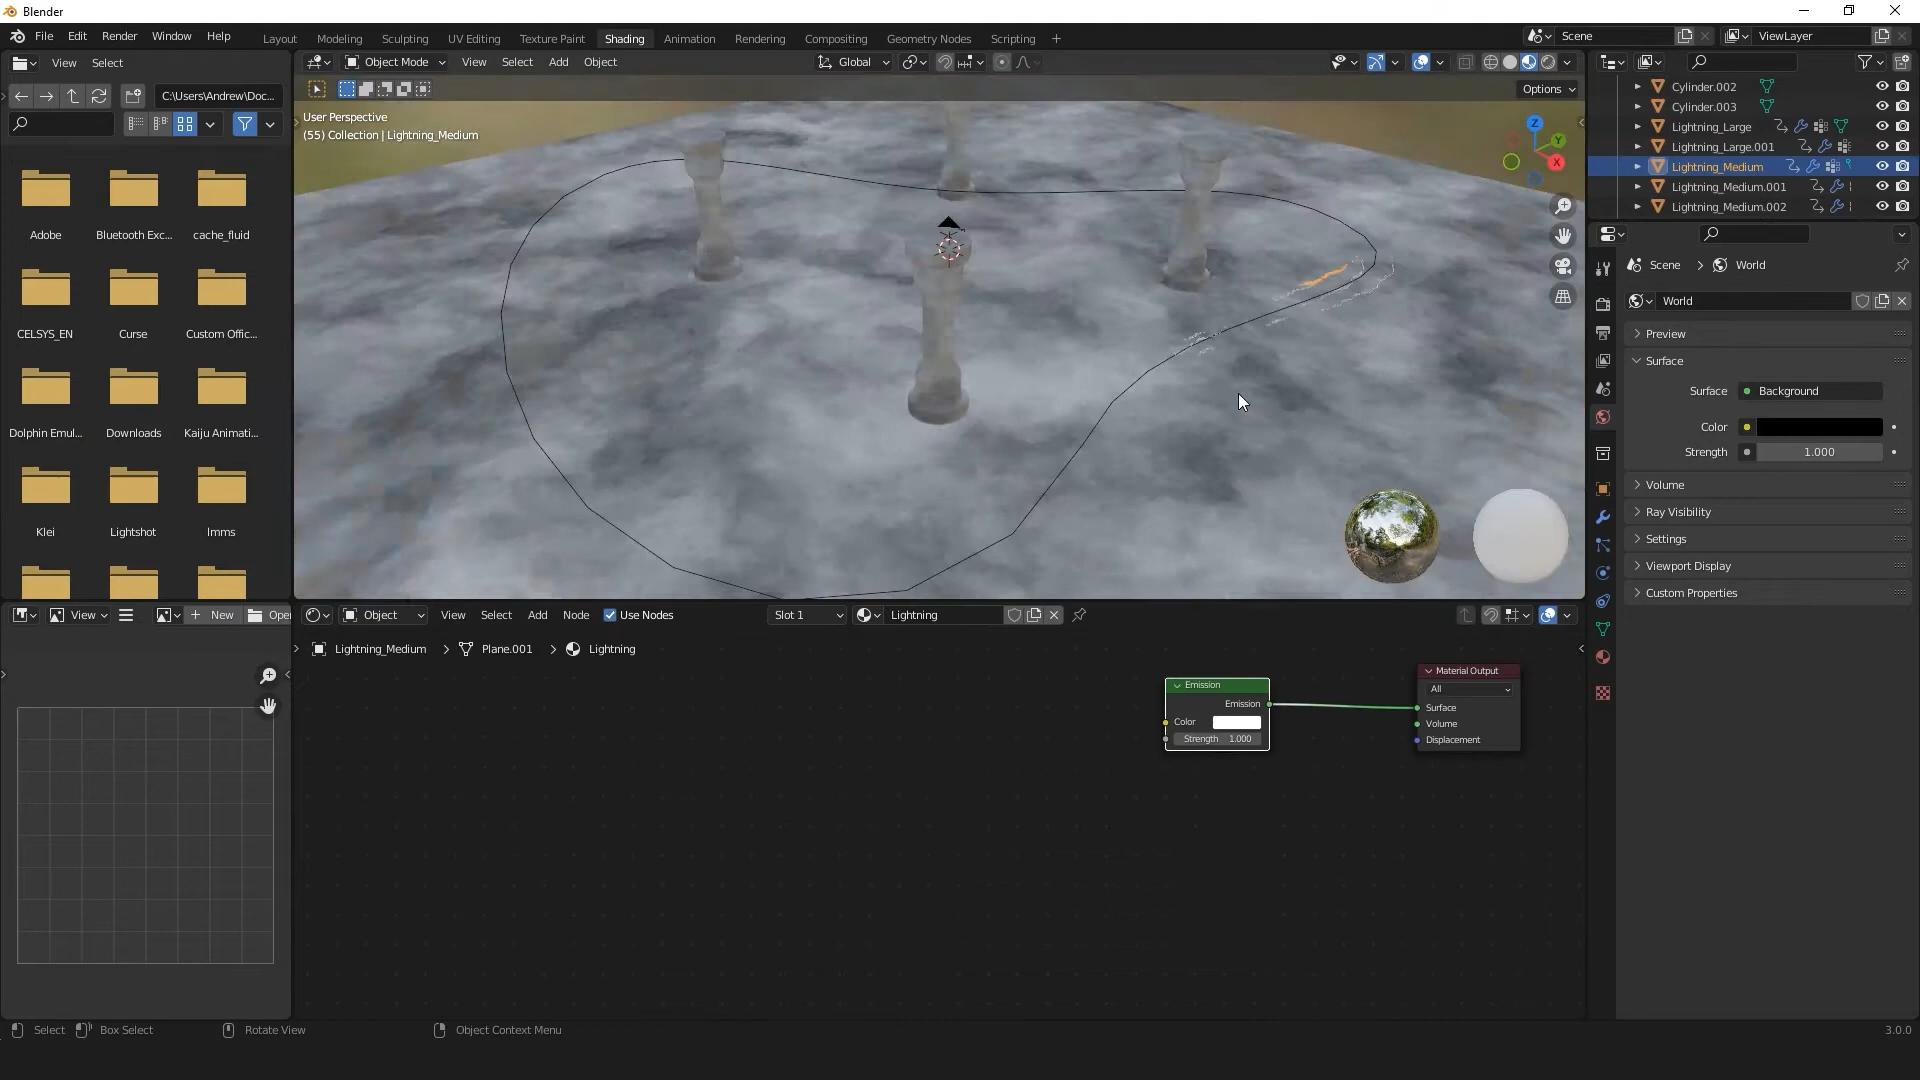 Blender
File Edit Render Window Help
Layout Modeling Sculpting UV Editing Texture Paint Shading Animation Rendering Compositing Geometry Nodes Scripting +
Scene
ViewLayer
View Select
Object Mode View Select Add Object
Global
C:\Users\Andrew\Doc...
Options
User Perspective
(55) Collection | Lightning_Medium
Z
Y
X
Adobe Bluetooth Exc... cache_fluid
CELSYS_EN Curse Custom Offic...
Dolphin Emul... Downloads Kaiju Animati...
Klei Lightshot lmms
Cylinder.002
Cylinder.003
Lightning_Large
Lightning_Large.001
Lightning_Medium
Lightning_Medium.001
Lightning_Medium.002
Scene > World
World
Preview
Surface
Surface Background
Color
Strength 1.000
Volume
Ray Visibility
Settings
Viewport Display
Custom Properties
View New Ope
Object View Select Add Node Use Nodes Slot 1 Lightning
Lightning_Medium > Plane.001 > Lightning
Emission
Emission
Color
Strength 1.000
Material Output
All
Surface
Volume
Displacement
Select Box Select Rotate View Object Context Menu
3.0.0